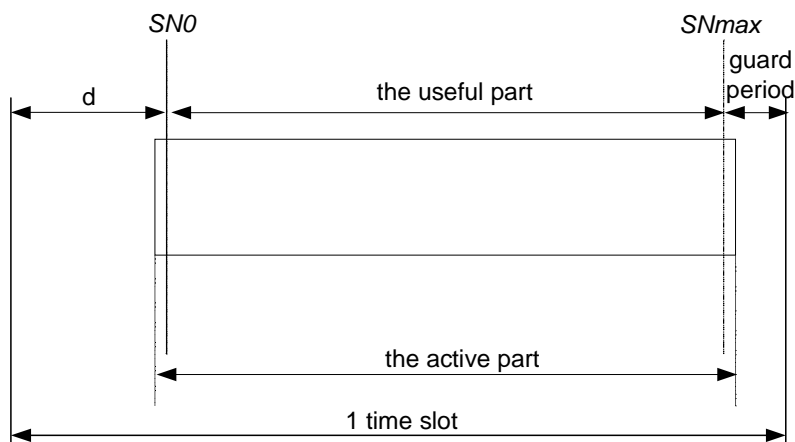 SN0
SNmax
guard
period
d
the useful part
the active part
1 time slot